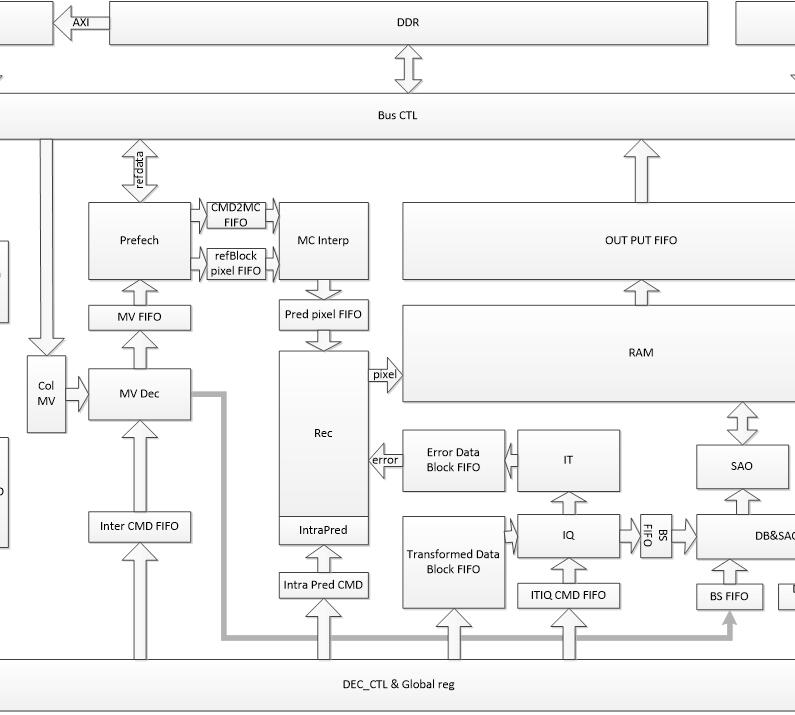 AXI
DDR
Bus CTL
refdata
Prefech
CMD2MC
FIFO
refBlock
pixel FIFO
MC Interp
OUT PUT FIFO
MV FIFO
Pred pixel FIFO
RAM
Col
MV
MV Dec
pixel
Rec
error
Error Data
Block FIFO
IT
SAO
Inter CMD FIFO
IntraPred
Transformed Data
Block FIFO
IQ
BS
FIFO
DB&SAO
Intra Pred CMD
ITIQ CMD FIFO
BS FIFO
DEC_CTL & Global reg